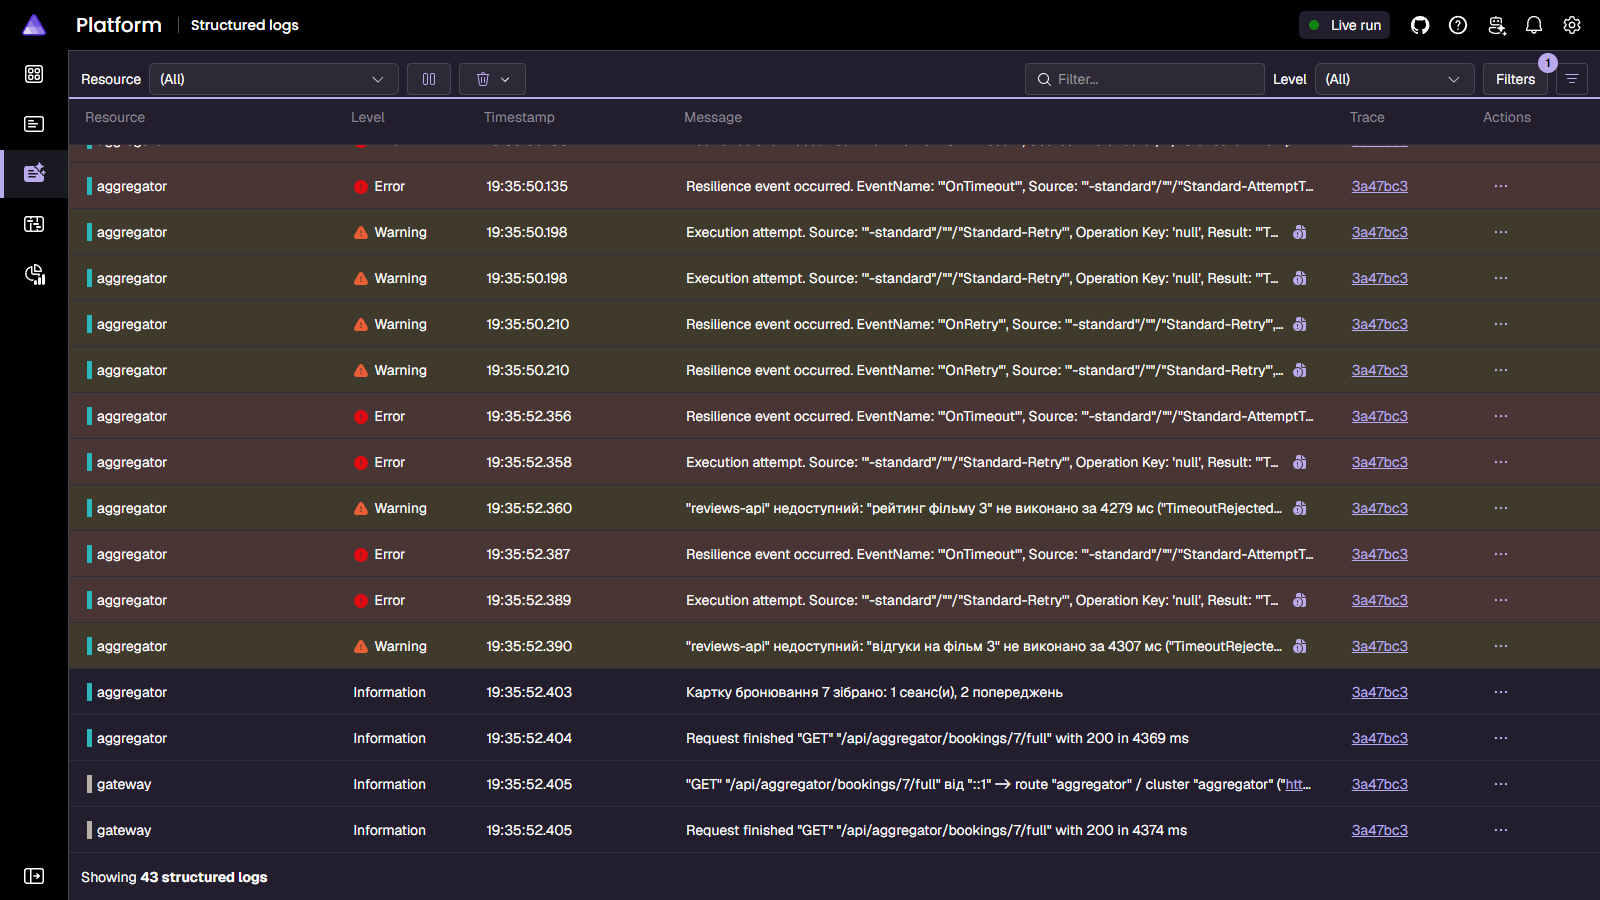 Platform
Structured logs
Live run
Resource
(All)
Filter...
Level
(All)
Filters
1
Resource Level Timestamp Message Trace Actions
aggregator Error 19:35:50.135 Resilience event occurred. EventName: '"OnTimeout"', Source: '"-standard"/""/"Standard-AttemptT... 3a47bc3 ...
aggregator Warning 19:35:50.198 Execution attempt. Source: '"-standard"/""/"Standard-Retry"', Operation Key: 'null', Result: '"T... 3a47bc3 ...
aggregator Warning 19:35:50.198 Execution attempt. Source: '"-standard"/""/"Standard-Retry"', Operation Key: 'null', Result: '"T... 3a47bc3 ...
aggregator Warning 19:35:50.210 Resilience event occurred. EventName: '"OnRetry"', Source: '"-standard"/""/"Standard-Retry"',... 3a47bc3 ...
aggregator Warning 19:35:50.210 Resilience event occurred. EventName: '"OnRetry"', Source: '"-standard"/""/"Standard-Retry"',... 3a47bc3 ...
aggregator Error 19:35:52.356 Resilience event occurred. EventName: '"OnTimeout"', Source: '"-standard"/""/"Standard-AttemptT... 3a47bc3 ...
aggregator Error 19:35:52.358 Execution attempt. Source: '"-standard"/""/"Standard-Retry"', Operation Key: 'null', Result: '"T... 3a47bc3 ...
aggregator Warning 19:35:52.360 "reviews-api" недоступний: "рейтинг фільму 3" не виконано за 4279 мс ("TimeoutRejected... 3a47bc3 ...
aggregator Error 19:35:52.387 Resilience event occurred. EventName: '"OnTimeout"', Source: '"-standard"/""/"Standard-AttemptT... 3a47bc3 ...
aggregator Error 19:35:52.389 Execution attempt. Source: '"-standard"/""/"Standard-Retry"', Operation Key: 'null', Result: '"T... 3a47bc3 ...
aggregator Warning 19:35:52.390 "reviews-api" недоступний: "відгуки на фільм 3" не виконано за 4307 мс ("TimeoutRejecte... 3a47bc3 ...
aggregator Information 19:35:52.403 Картку бронювання 7 зібрано: 1 сеанс(и), 2 попереджень 3a47bc3 ...
aggregator Information 19:35:52.404 Request finished "GET" "/api/aggregator/bookings/7/full" with 200 in 4369 ms 3a47bc3 ...
gateway Information 19:35:52.405 "GET" "/api/aggregator/bookings/7/full" від "::1" → route "aggregator" / cluster "aggregator" ("htt... 3a47bc3 ...
gateway Information 19:35:52.405 Request finished "GET" "/api/aggregator/bookings/7/full" with 200 in 4374 ms 3a47bc3 ...
Showing 43 structured logs